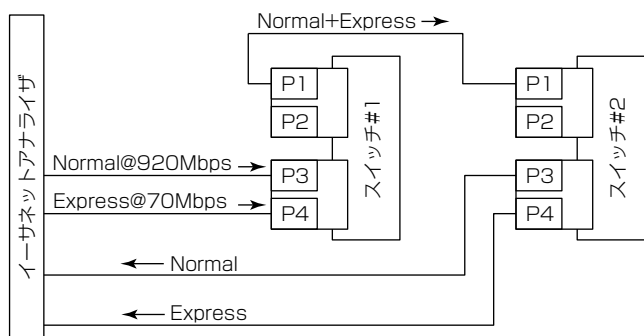 Normal+Express
イーサネットアナライザ
P1
P2
スイッチ#1
P3
P4
Normal@920Mbps
Express@70Mbps
P1
P2
スイッチ#2
P3
P4
Normal
Express